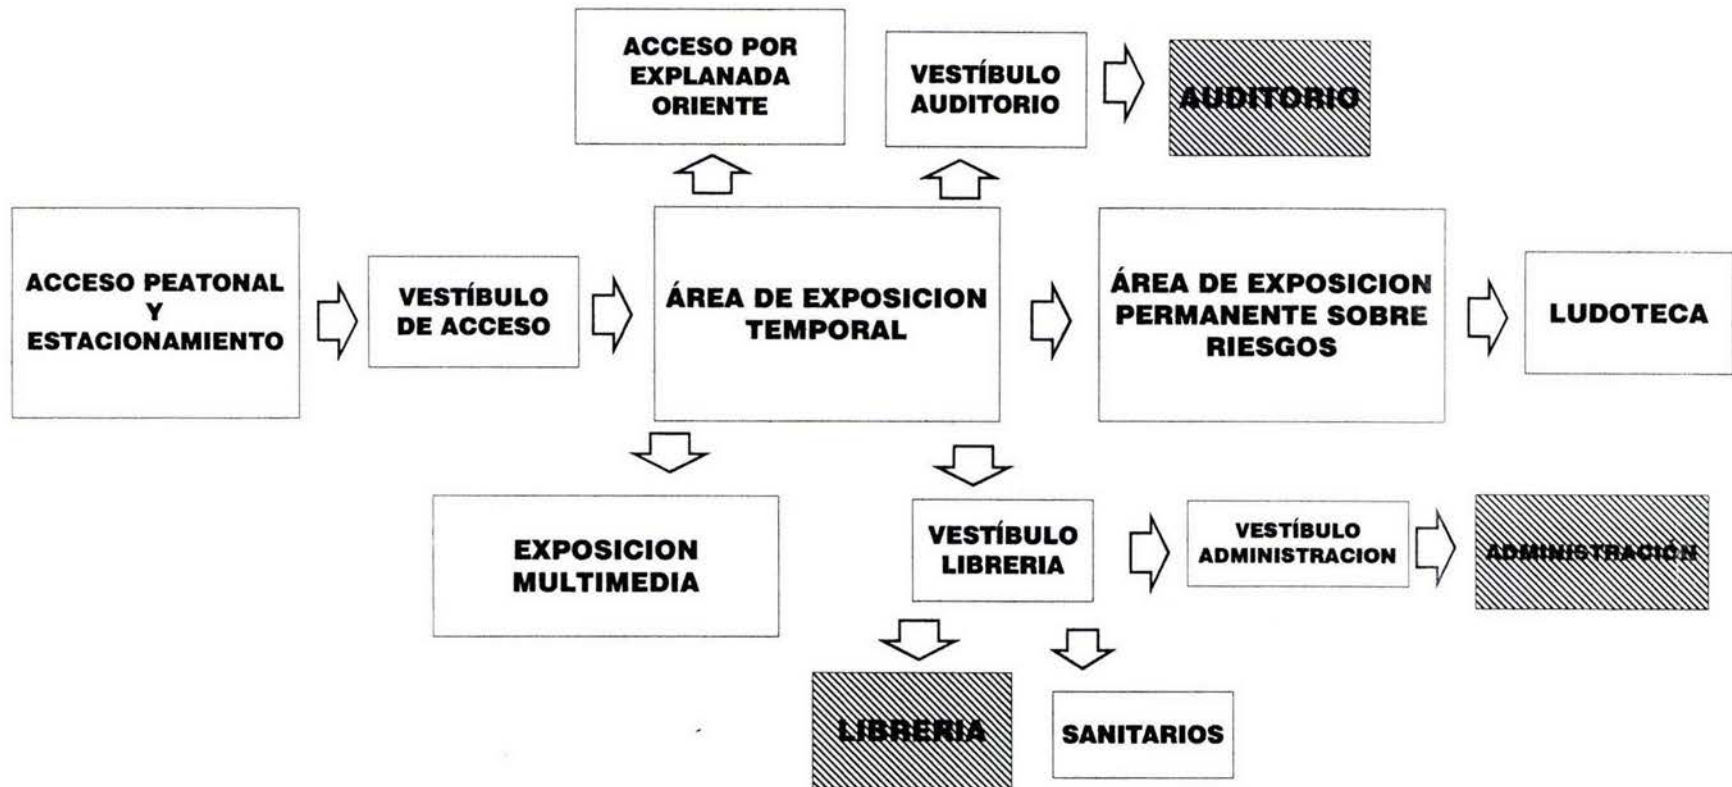 ACCESO POR
EXPLANADA
ORIENTE
VESTÍBULO
AUDITORIO
AUDITORIO
ACCESO PEATONAL
Y
ESTACIONAMIENTO
VESTÍBULO
DE ACCESO
ÁREA DE EXPOSICION
TEMPORAL
ÁREA DE EXPOSICION
PERMANENTE SOBRE
RIESGOS
LUDOTECA
EXPOSICION
MULTIMEDIA
VESTÍBULO
LIBRERIA
VESTÍBULO
ADMINISTRACION
ADMINISTRACIÓN
LIBRERIA
SANITARIOS